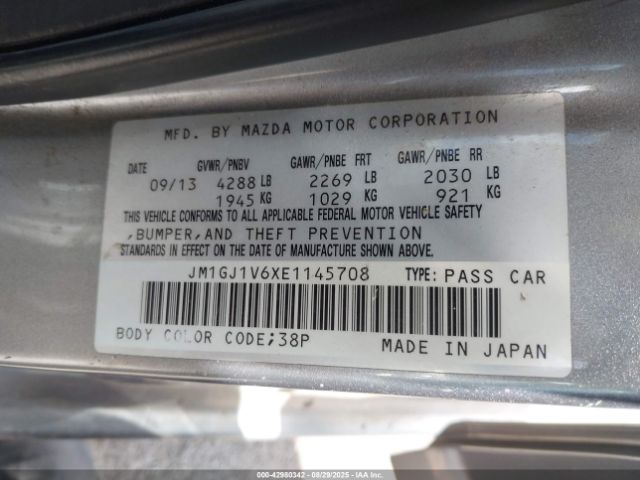 MFD. BY MAZDA MOTOR CORPORATION
DATE GVWR/PNBV GAWR/PNBE FRT GAWR/PNBE RR
09/13 4288 LB 2269 LB 2030 LB
1945 KG 1029 KG 921 KG
THIS VEHICLE CONFORMS TO ALL APPLICABLE FEDERAL MOTOR VEHICLE SAFETY
,BUMPER,AND THEFT PREVENTION
STANDARDS IN EFFECT ON THE DATE OF MANUFACTURE SHOWN ABOVE.
JM1GJ1V6XE1145708 TYPE: PASS CAR
BODY COLOR CODE;38P MADE IN JAPAN
000-42980342 - 08/29/2025 - IAAI.COM